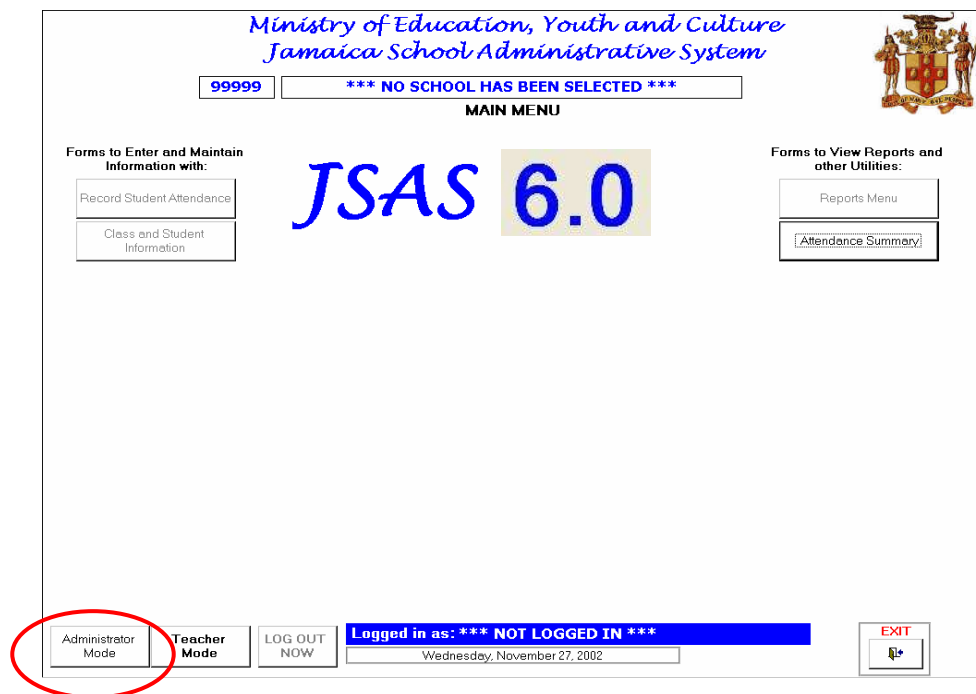 Ministry of Education, Youth and Culture
Jamaica School Administrative System
99999 *** NO SCHOOL HAS BEEN SELECTED ***
MAIN MENU
Forms to Enter and Maintain
Information with:
Record Student Attendance
Class and Student
Information
JSAS 6.0
Forms to View Reports and
other Utilities:
Reports Menu
Attendance Summary
Administrator
Mode
Teacher
Mode
LOG OUT
NOW
Logged in as: *** NOT LOGGED IN ***
Wednesday, November 27, 2002
EXIT